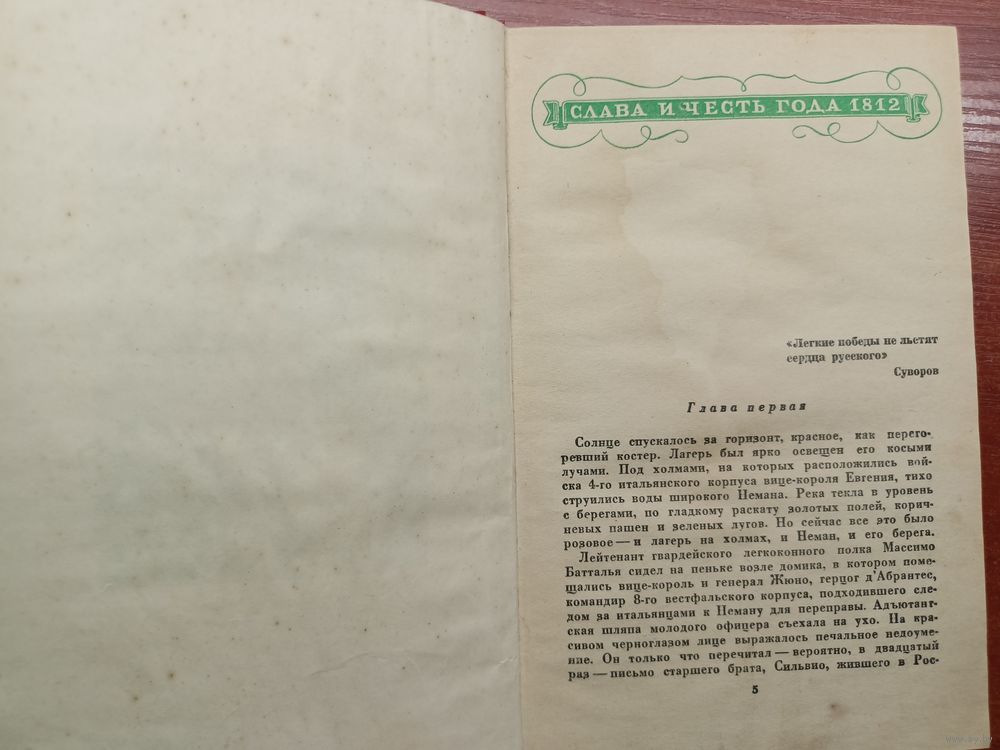 СЛАВА И ЧЕСТЬ ГОДА 1812
«Легкие победы не льстят
сердца русского»
Суворов
Глава первая
Солнце спускалось за горизонт, красное, как перего-
ревший костер. Лагерь был ярко освещен его косыми
лучами. Под холмами, на которых расположились вой-
ска 4-го итальянского корпуса вице-короля Евгения, тихо
струились воды широкого Немана. Река текла в уровень
с берегами, по гладкому раскату золотых полей, корич-
невых пашен и зеленых лугов. Но сейчас все это было
розовое — и лагерь на холмах, и Неман, и его берега.
Лейтенант гвардейского легкоконного полка Массимо
Батталья сидел на пеньке возле домика, в котором поме-
щались вице-король и генерал Жюно, герцог д'Абрантес,
командир 8-го вестфальского корпуса, подходившего сле-
дом за итальянцами к Неману для переправы. Адъютант-
ская шляпа молодого офицера съехала на ухо. На кра-
сивом черноглазом лице выражалось печальное недоуме-
ние. Он только что перечитал — вероятно, в двадцатый
раз — письмо старшего брата, Сильвио, жившего в Рос-
5